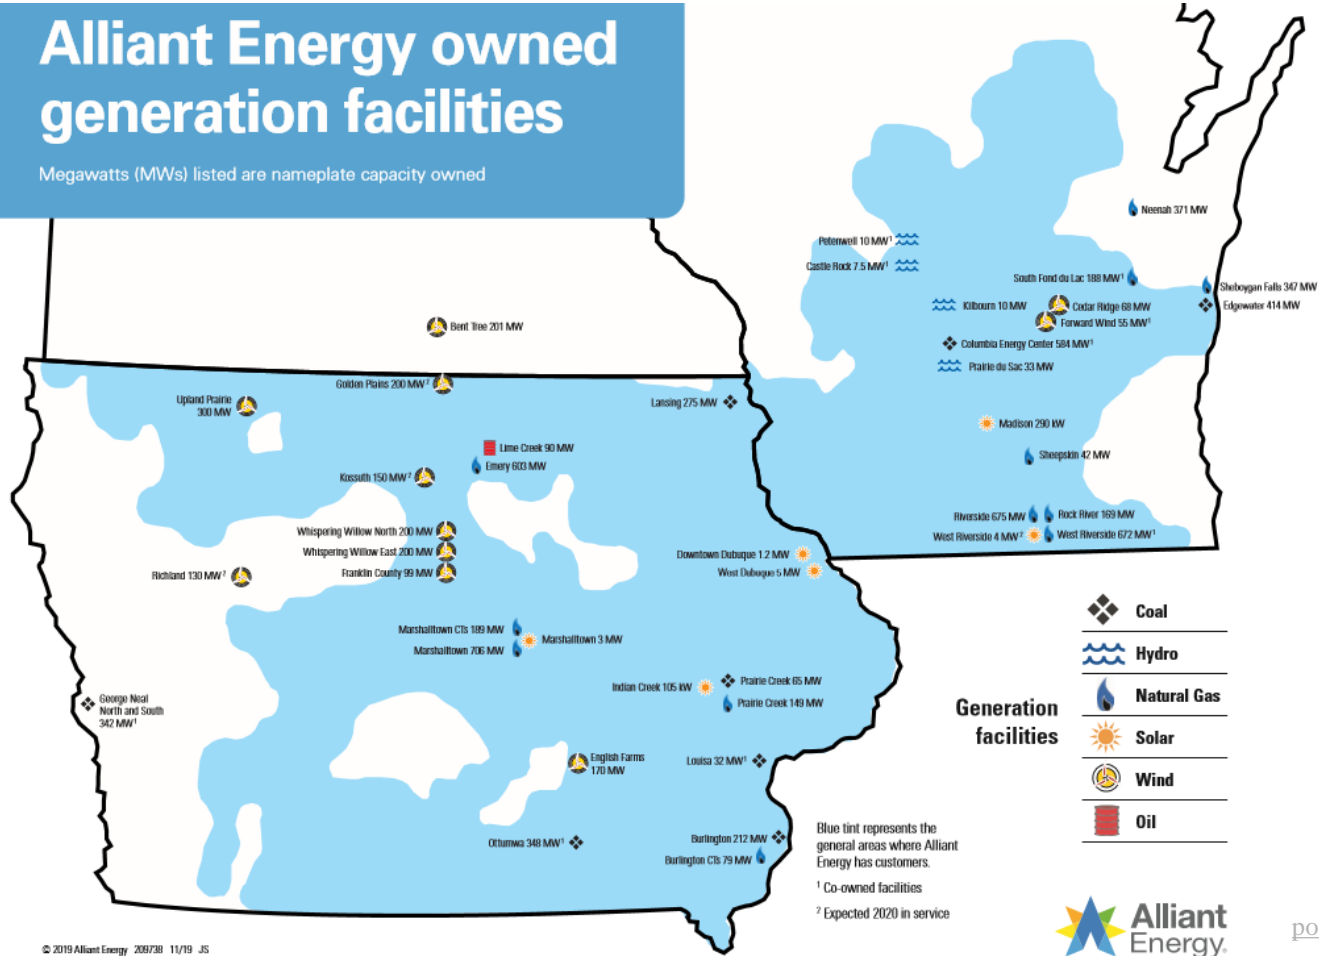 Alliant Energy owned
generation facilities
Megawatts (MWs) listed are nameplate capacity owned
Neenah 371 MW
Petenwell 10 MW¹
Castle Rock 7.5 MW¹
South Fond du Lac 188 MW¹
Sheboygan Falls 347 MW
Edgewater 414 MW
Kilbourn 10 MW
Cedar Ridge 68 MW
Forward Wind 55 MW¹
Columbia Energy Center 584 MW¹
Prairie du Sac 33 MW
Bent Tree 201 MW
Golden Plains 200 MW²
Upland Prairie
300 MW
Lansing 275 MW
Madison 290 kW
Lime Creek 90 MW
Emery 603 MW
Sheepskin 42 MW
Kossuth 150 MW²
Riverside 675 MW
Rock River 169 MW
West Riverside 4 MW²
West Riverside 672 MW¹
Whispering Willow North 200 MW
Whispering Willow East 200 MW
Franklin County 99 MW
Richland 130 MW²
Downtown Dubuque 1.2 MW
West Dubuque 5 MW
Marshalltown CTs 189 MW
Marshalltown 3 MW
Marshalltown 706 MW
Indian Creek 105 kW
Prairie Creek 65 MW
Prairie Creek 149 MW
George Neal
North and South
342 MW¹
English Farms
170 MW
Louisa 32 MW¹
Ottumwa 348 MW¹
Burlington 212 MW
Burlington CTs 79 MW
Generation
facilities
Coal
Hydro
Natural Gas
Solar
Wind
Oil
Blue tint represents the
general areas where Alliant
Energy has customers.
¹ Co-owned facilities
² Expected 2020 in service
Alliant
Energy.
po
© 2019 Alliant Energy 209738 11/19 JS